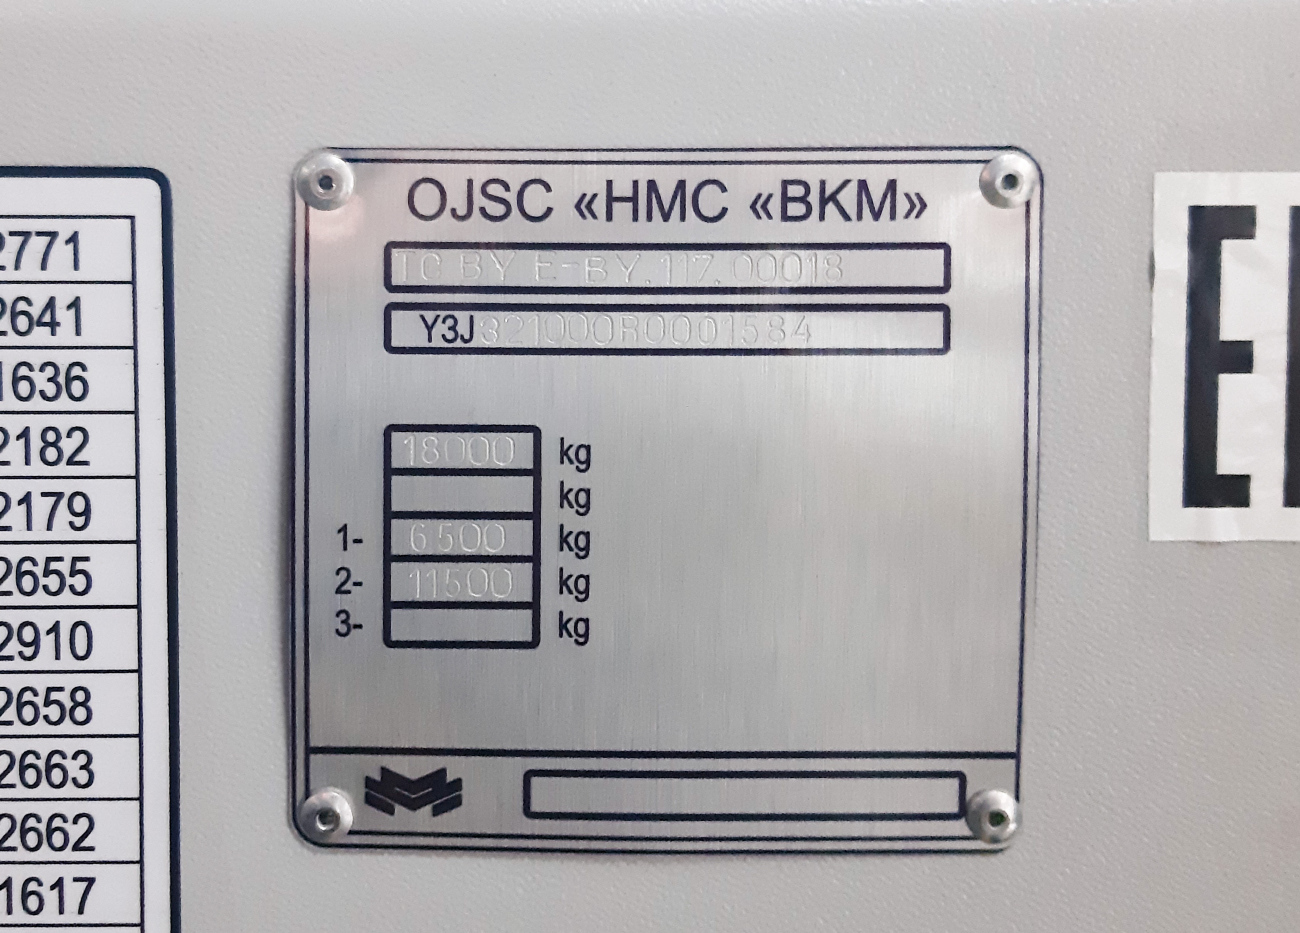 2771
2641
1636
2182
2179
2655
2910
2658
2663
2662
1617
OJSC «HMC «BKM»
TC BY E-BY.117.00018
Y3J321000R0001584
18000 kg
kg
1- 6500 kg
2- 11500 kg
3- kg
E